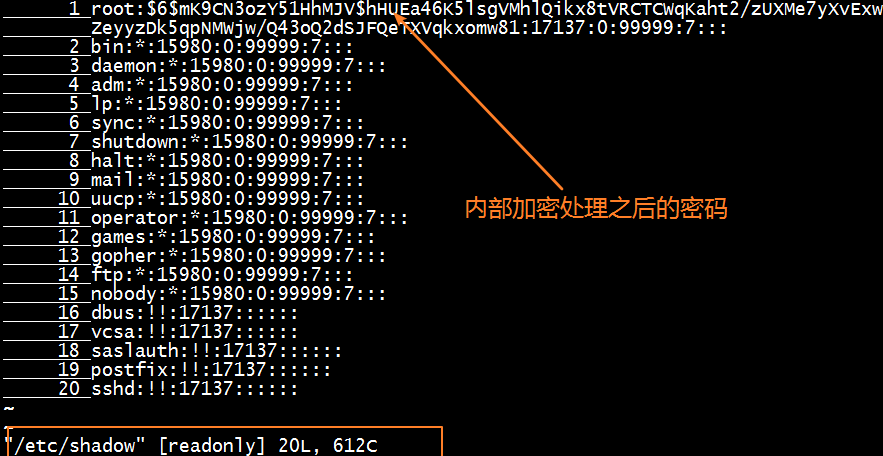 1 root:$6$mK9CN3ozY51HhMJV$hHUEa46K5lsgVMhlQikx8tVRCTCWqKaht2/zUXMe7yXvExw
ZeyyzDk5qpNMWjw/Q43oQ2dSJFQeTXVqkxomw81:17137:0:99999:7:::
2 bin:*:15980:0:99999:7:::
3 daemon:*:15980:0:99999:7:::
4 adm:*:15980:0:99999:7:::
5 lp:*:15980:0:99999:7:::
6 sync:*:15980:0:99999:7:::
7 shutdown:*:15980:0:99999:7:::
8 halt:*:15980:0:99999:7:::
9 mail:*:15980:0:99999:7:::
10 uucp:*:15980:0:99999:7:::
内部加密处理之后的密码
11 operator:*:15980:0:99999:7:::
12 games:*:15980:0:99999:7:::
13 gopher:*:15980:0:99999:7:::
14 ftp:*:15980:0:99999:7:::
15 nobody:*:15980:0:99999:7:::
16 dbus:!!:17137::::::
17 vcsa:!!:17137::::::
18 saslauth:!!:17137::::::
19 postfix:!!:17137::::::
20 sshd:!!:17137::::::
~
~
"/etc/shadow" [readonly] 20L, 612C